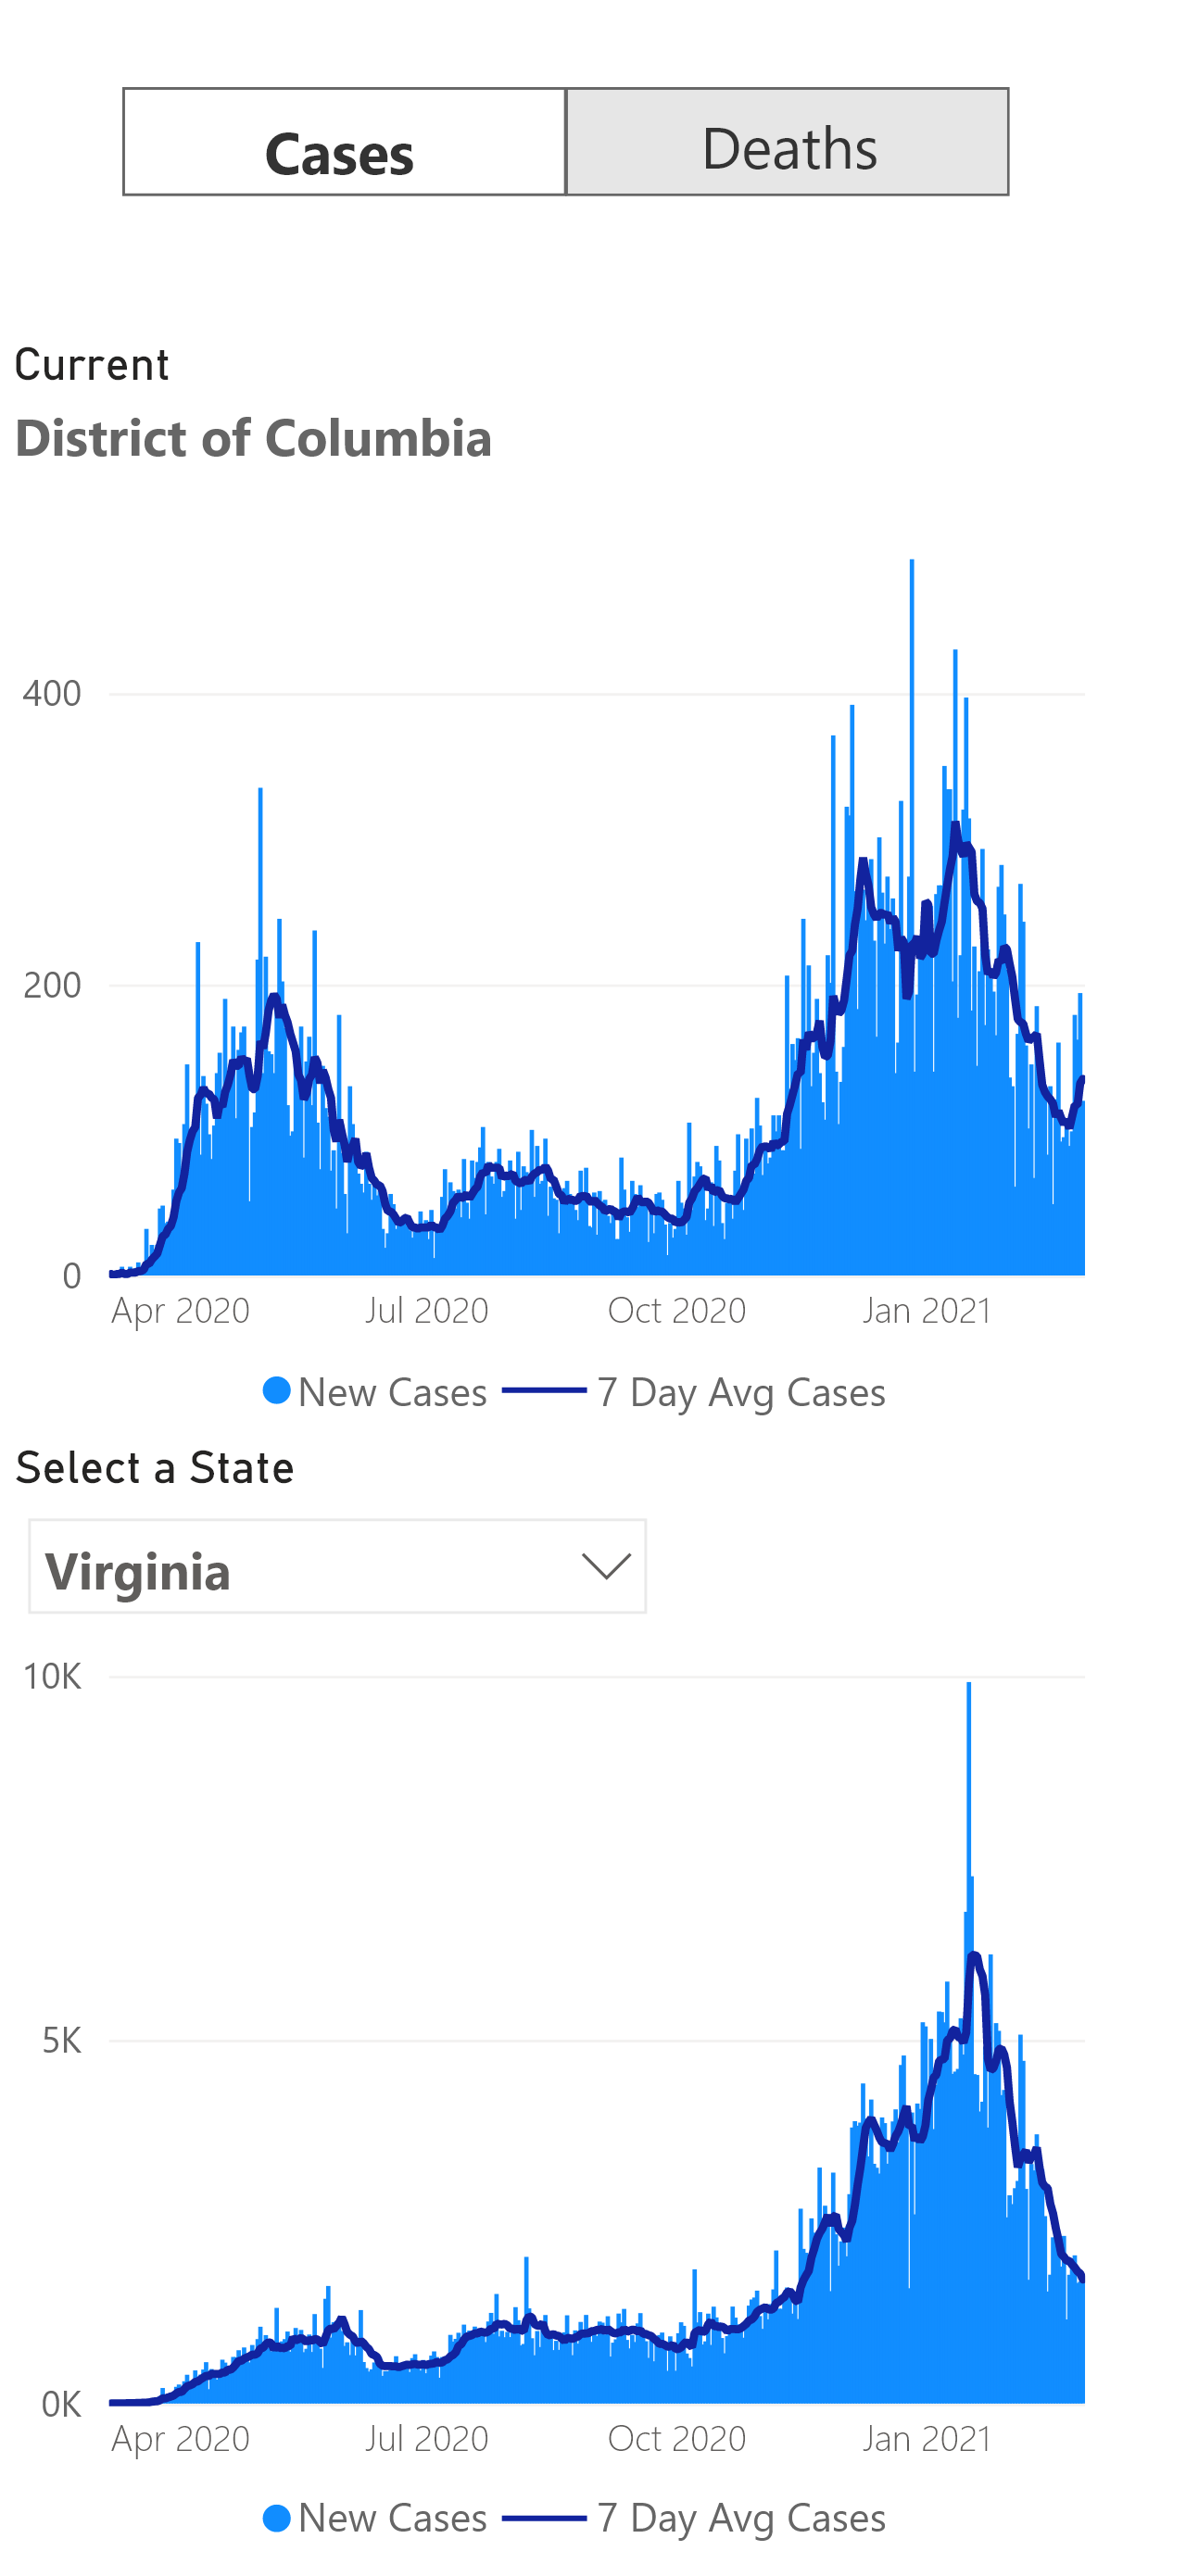 Cases Deaths
Current
District of Columbia
400
200
0
Apr 2020 Jul 2020 Oct 2020 Jan 2021
New Cases 7 Day Avg Cases
Select a State
Virginia
10K
5K
0K
Apr 2020 Jul 2020 Oct 2020 Jan 2021
New Cases 7 Day Avg Cases